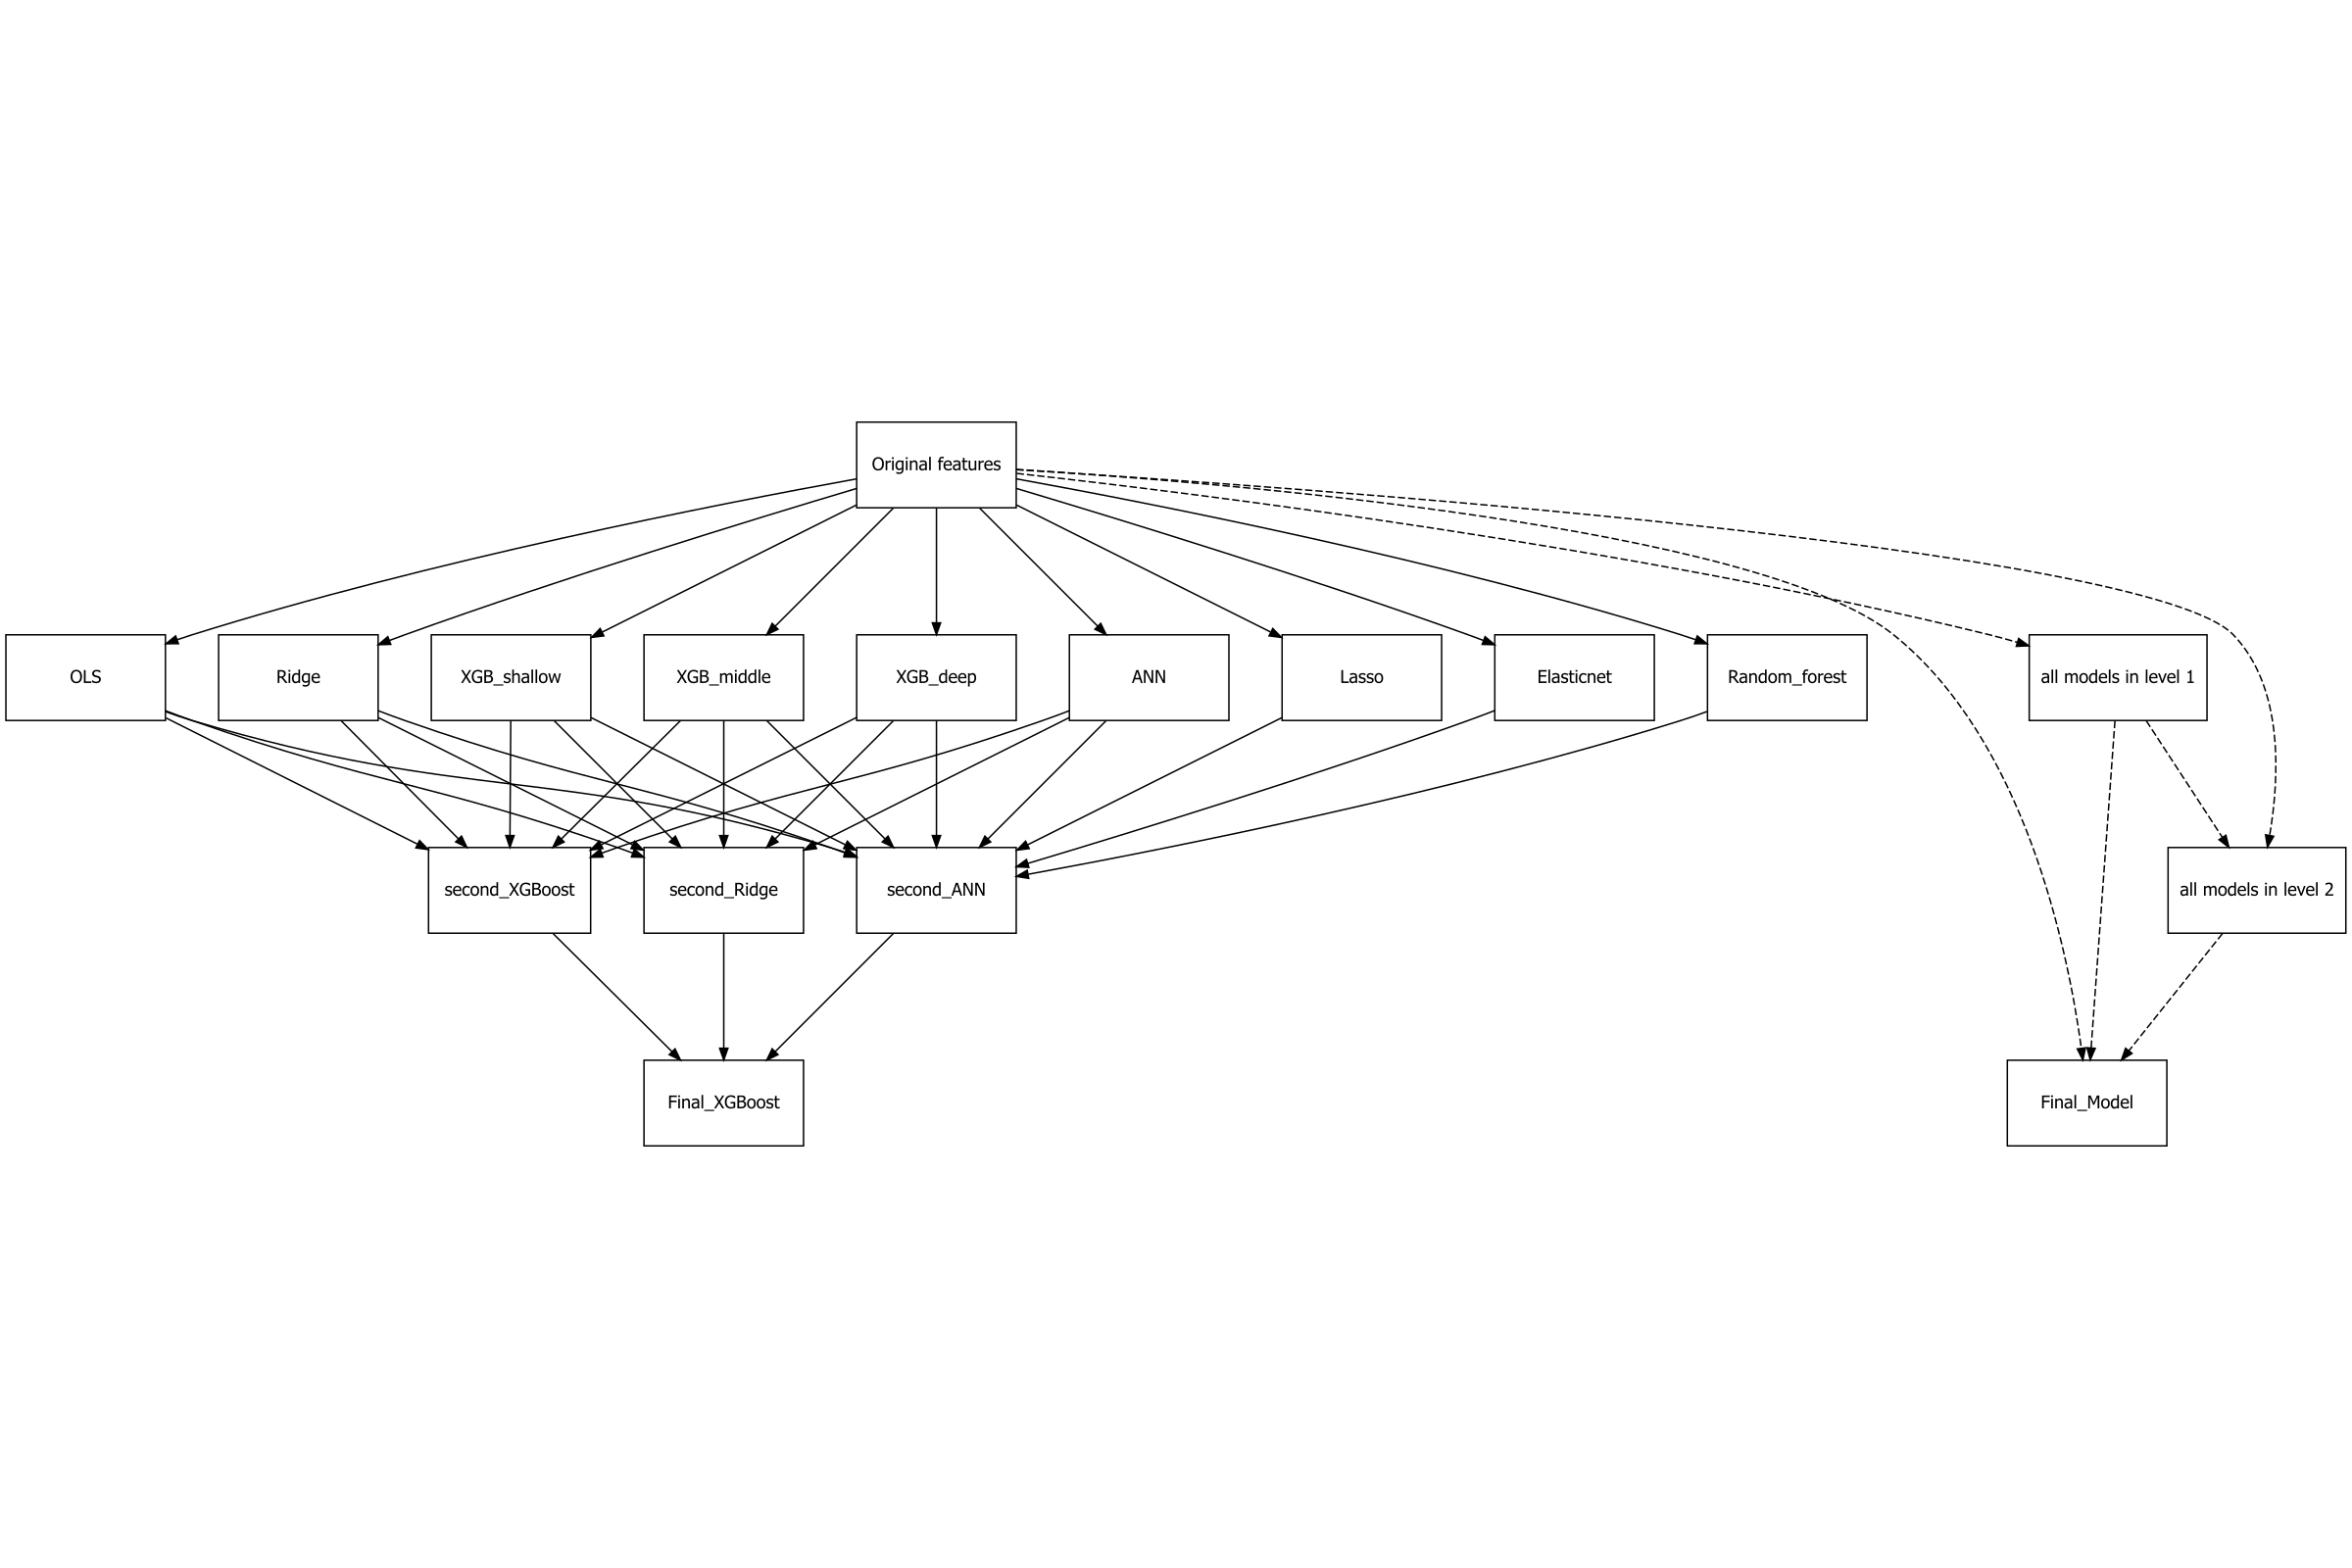 Original features
OLS
Ridge
XGB_shallow
XGB_middle
XGB_deep
ANN
Lasso
Elasticnet
Random_forest
all models in level 1
second_XGBoost
second_Ridge
second_ANN
all models in level 2
Final_XGBoost
Final_Model